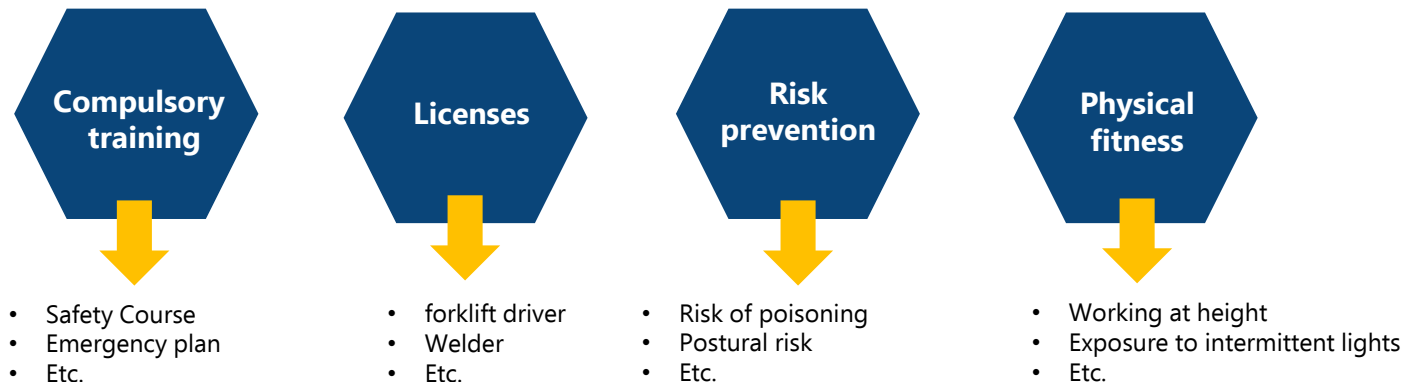 Compulsory
training
Licenses
Risk
prevention
Physical
fitness
• Safety Course
• Emergency plan
• Etc.
• forklift driver
• Welder
• Etc.
• Risk of poisoning
• Postural risk
• Etc.
• Working at height
• Exposure to intermittent lights
• Etc.